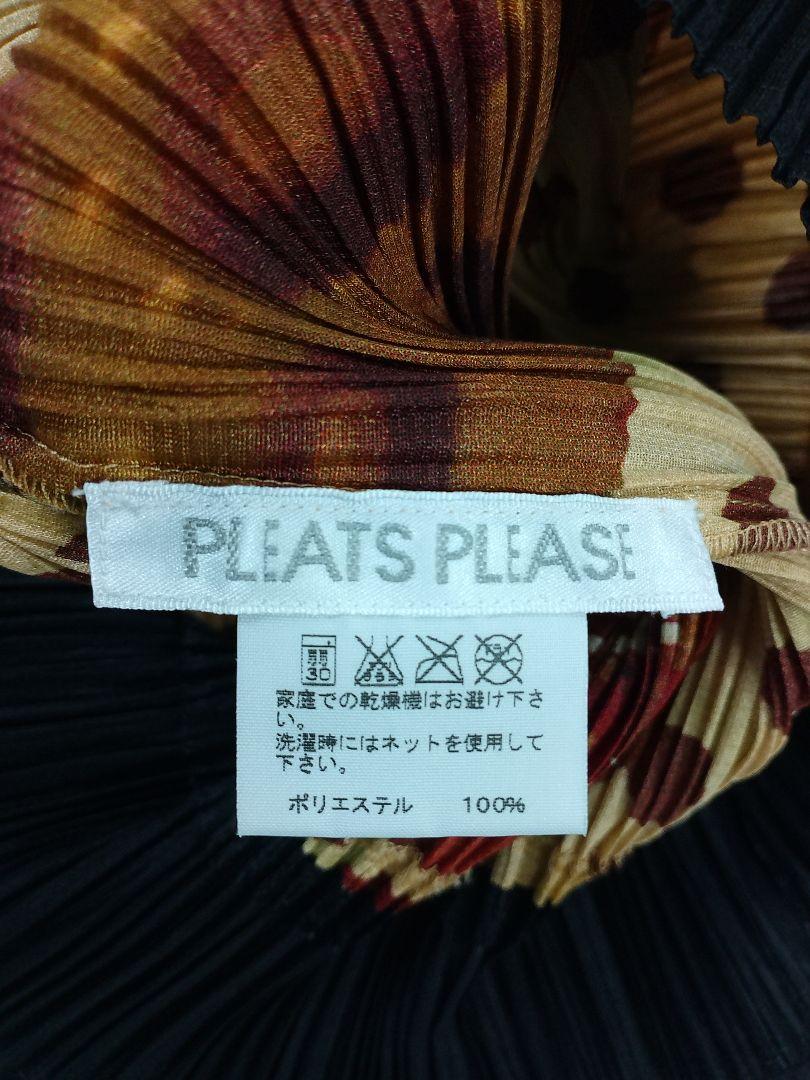 PLEATS PLEASE
弱
30
家庭での乾燥機はお避け下さ
い。
洗濯時にはネットを使用して
下さい。
ポリエステル 100%